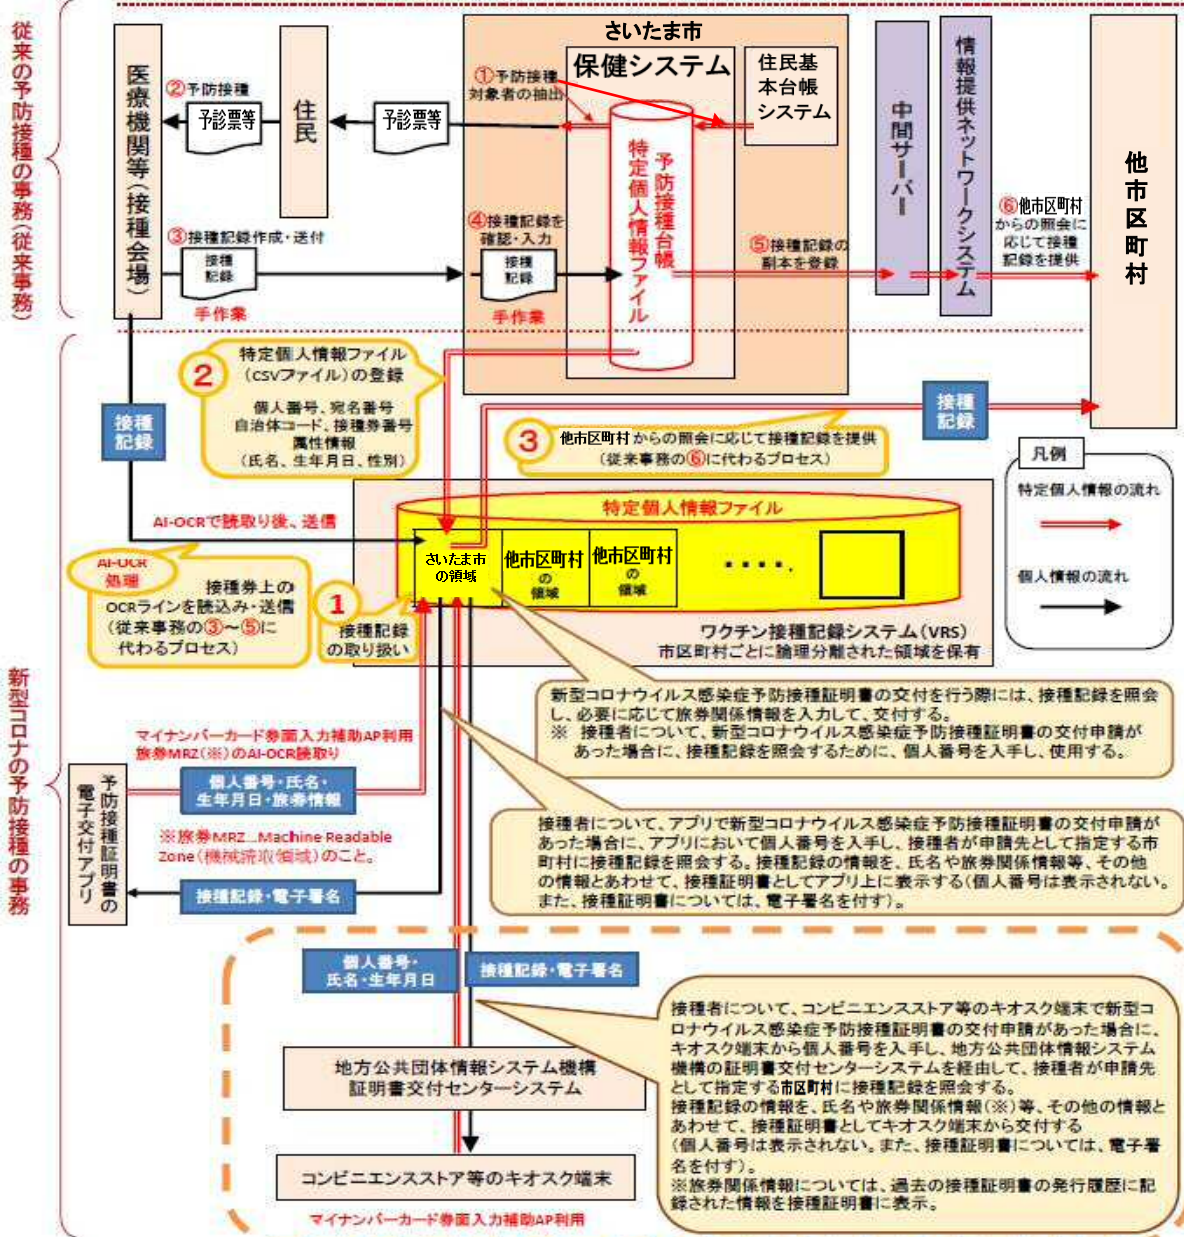 従来の予防接種の事務(従来事務)
医療機関等(接種会場)
②予防接種
予診票等
住民
予診票等
さいたま市
保健システム
①予防接種
対象者の抽出
住民基
本台帳
システム
予防接種台帳
特定個人情報ファイル
中間サーバー
情報提供ネットワークシステム
他市区町村
③接種記録作成・送付
接種
記録
手作業
④接種記録を
確認・入力
接種
記録
手作業
⑤接種記録の
副本を登録
⑥他市区町村
からの照会に
応じて接種
記録を提供
新型コロナの予防接種の事務
接種
記録
②
特定個人情報ファイル
(CSVファイル)の登録
個人番号、宛名番号
自治体コード、接種券番号
属性情報
(氏名、生年月日、性別)
接種
記録
③
他市区町村からの照会に応じて接種記録を提供
(従来事務の⑥に代わるプロセス)
凡例
特定個人情報の流れ
個人情報の流れ
AI-OCRで読取り後、送信
特定個人情報ファイル
さいたま市
の領域
他市区町村
の
領域
他市区町村
の
領域
・・・・.
AI-OCR
処理
接種券上の
OCRラインを読込み・送信
(従来事務の③~⑤に
代わるプロセス)
①
接種記録
の取り扱い
ワクチン接種記録システム(VRS)
市区町村ごとに論理分離された領域を保有
新型コロナウイルス感染症予防接種証明書の交付を行う際には、接種記録を照会
し、必要に応じて旅券関係情報を入力して、交付する。
※ 接種者について、新型コロナウイルス感染症予防接種証明書の交付申請が
あった場合に、接種記録を照会するために、個人番号を入手し、使用する。
マイナンバーカード券面入力補助AP利用
旅券MRZ(※)のAI-OCR読取り
予防接種証明書の
電子交付アプリ
個人番号・氏名・
生年月日・旅券情報
※旅券MRZ…Machine Readable
Zone(機械読取領域)のこと。
接種記録・電子署名
接種者について、アプリで新型コロナウイルス感染症予防接種証明書の交付申請が
あった場合に、アプリにおいて個人番号を入手し、接種者が申請先として指定する市
町村に接種記録を照会する。接種記録の情報を、氏名や旅券関係情報等、その他
の情報とあわせて、接種証明書としてアプリ上に表示する(個人番号は表示されない。
また、接種証明書については、電子署名を付す)。
個人番号・
氏名・生年月日
接種記録・電子署名
地方公共団体情報システム機構
証明書交付センターシステム
コンビニエンスストア等のキオスク端末
マイナンバーカード券面入力補助AP利用
接種者について、コンビニエンスストア等のキオスク端末で新型コ
ロナウイルス感染症予防接種証明書の交付申請があった場合に、
キオスク端末から個人番号を入手し、地方公共団体情報システム
機構の証明書交付センターシステムを経由して、接種者が申請先
として指定する市区町村に接種記録を照会する。
接種記録の情報を、氏名や旅券関係情報(※)等、その他の情報と
あわせて、接種証明書としてキオスク端末から交付する
(個人番号は表示されない。また、接種証明書については、電子署
名を付す)。
※旅券関係情報については、過去の接種証明書の発行履歴に記
録された情報を接種証明書に表示。